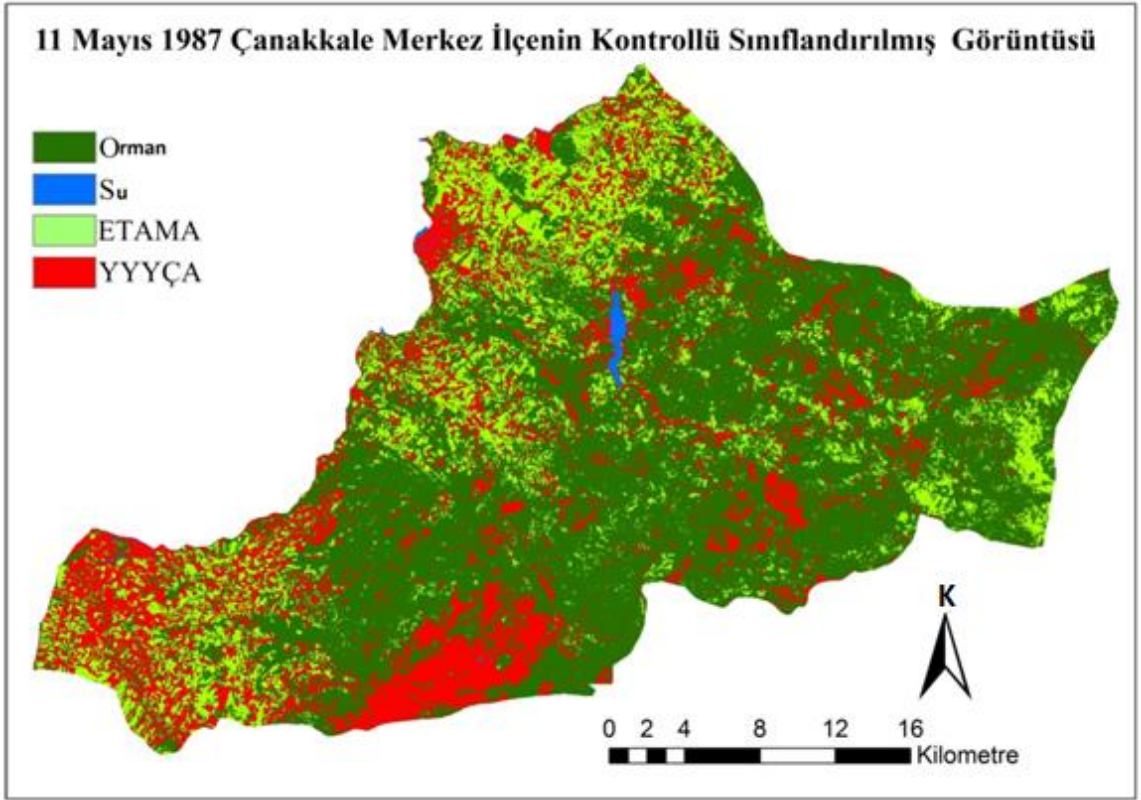 11 Mayıs 1987 Çanakkale Merkez İlçenin Kontrollü Sınıflandırılmış Görüntüsü
Orman
Su
ETAMA
YYYÇA
K
0 2 4 8 12 16
Kilometre